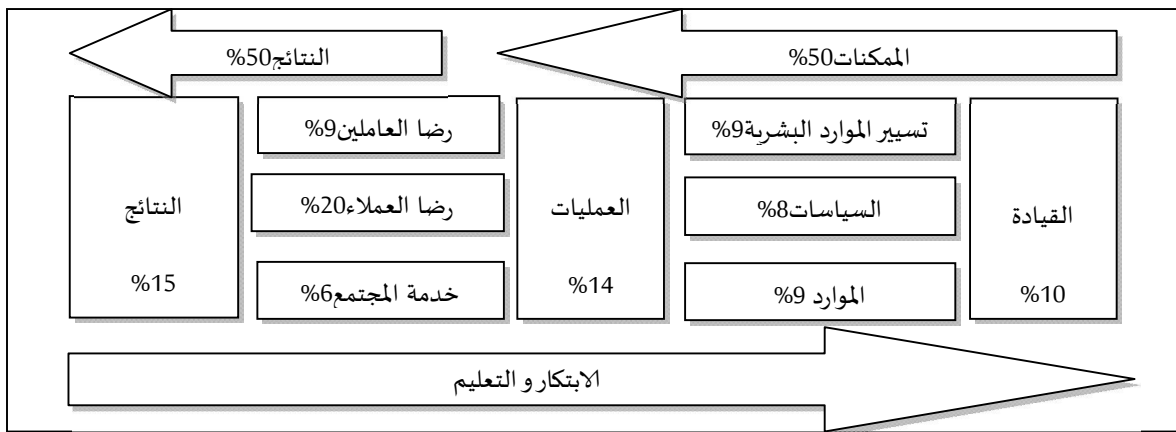 الممكنات50%
النتائج50%
القيادة
10%
تسيير الموارد البشرية9%
السياسات8%
الموارد 9%
العمليات
14%
رضا العاملين9%
رضا العملاء20%
خدمة المجتمع6%
النتائج
15%
الابتكار و التعليم